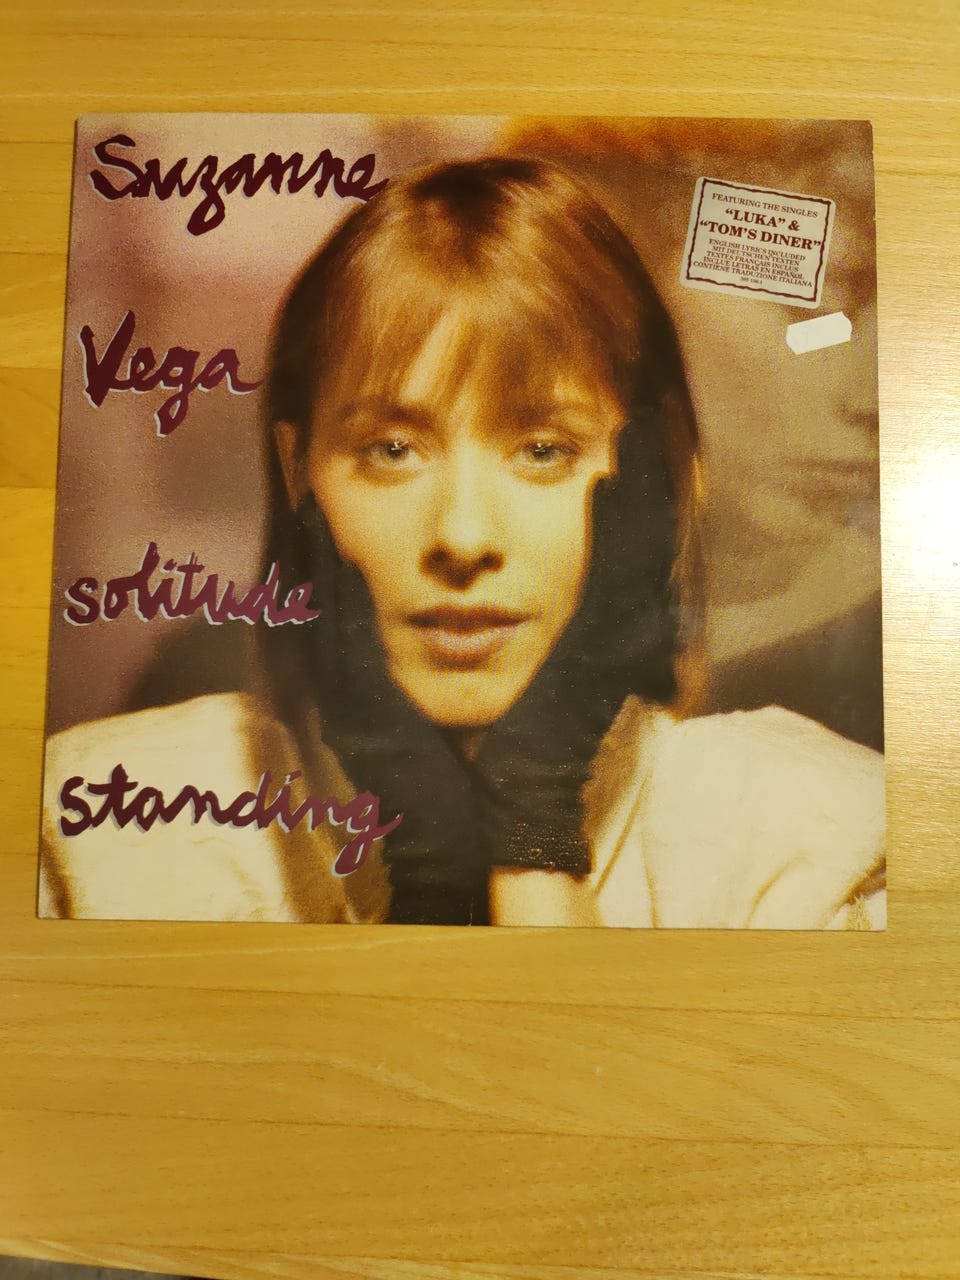 Suzanne
Vega
solitude
standing
FEATURING THE SINGLES
"LUKA" &
"TOM'S DINER"
ENGLISH LYRICS INCLUDED
MIT DEUTSCHEN TEXTEN
TEXTES FRANÇAIS INCLUS
INCLUE LETRAS EN ESPAÑOL
CONTIENE TRADUZIONE ITALIANA